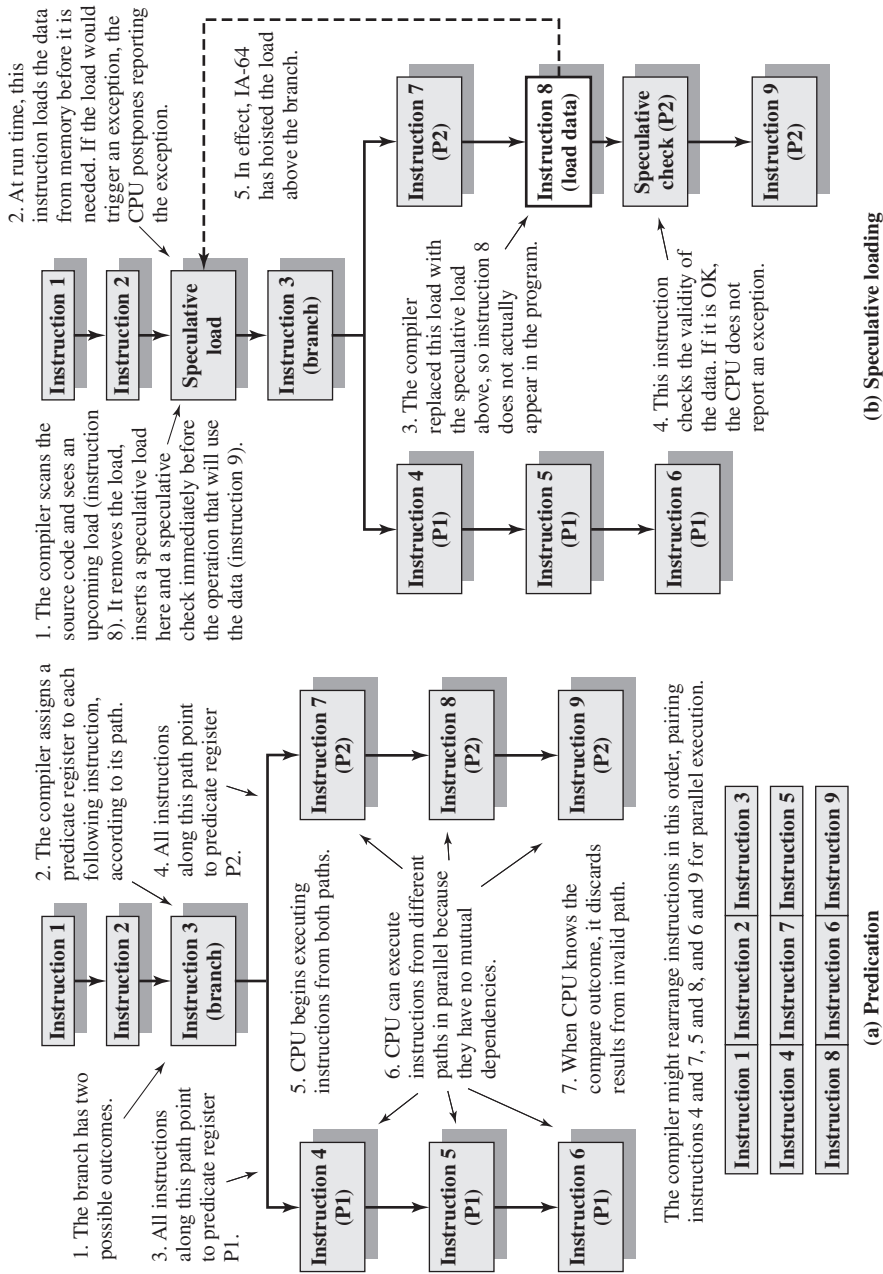 Instruction 1
Instruction 2
Instruction 3
(branch)
1. The branch has two
possible outcomes.
2. The compiler assigns a
predicate register to each
following instruction,
according to its path.
3. All instructions
along this path point
to predicate register
P1.
4. All instructions
along this path point
to predicate register
P2.
Instruction 4
(P1)
Instruction 5
(P1)
Instruction 6
(P1)
5. CPU begins executing
instructions from both paths.
6. CPU can execute
instructions from different
paths in parallel because
they have no mutual
dependencies.
7. When CPU knows the
compare outcome, it discards
results from invalid path.
Instruction 7
(P2)
Instruction 8
(P2)
Instruction 9
(P2)
The compiler might rearrange instructions in this order, pairing
instructions 4 and 7, 5 and 8, and 6 and 9 for parallel execution.
Instruction 1 Instruction 2 Instruction 3
Instruction 4 Instruction 7 Instruction 5
Instruction 8 Instruction 6 Instruction 9
(a) Predication
1. The compiler scans the
source code and sees an
upcoming load (instruction
8). It removes the load,
inserts a speculative load
here and a speculative
check immediately before
the operation that will use
the data (instruction 9).
Instruction 1
Instruction 2
Speculative
load
Instruction 3
(branch)
2. At run time, this
instruction loads the data
from memory before it is
needed. If the load would
trigger an exception, the
CPU postpones reporting
the exception.
5. In effect, IA-64
has hoisted the load
above the branch.
Instruction 4
(P1)
Instruction 5
(P1)
Instruction 6
(P1)
3. The compiler
replaced this load with
the speculative load
above, so instruction 8
does not actually
appear in the program.
4. This instruction
checks the validity of
the data. If it is OK,
the CPU does not
report an exception.
Instruction 7
(P2)
Instruction 8
(load data)
Speculative
check (P2)
Instruction 9
(P2)
(b) Speculative loading